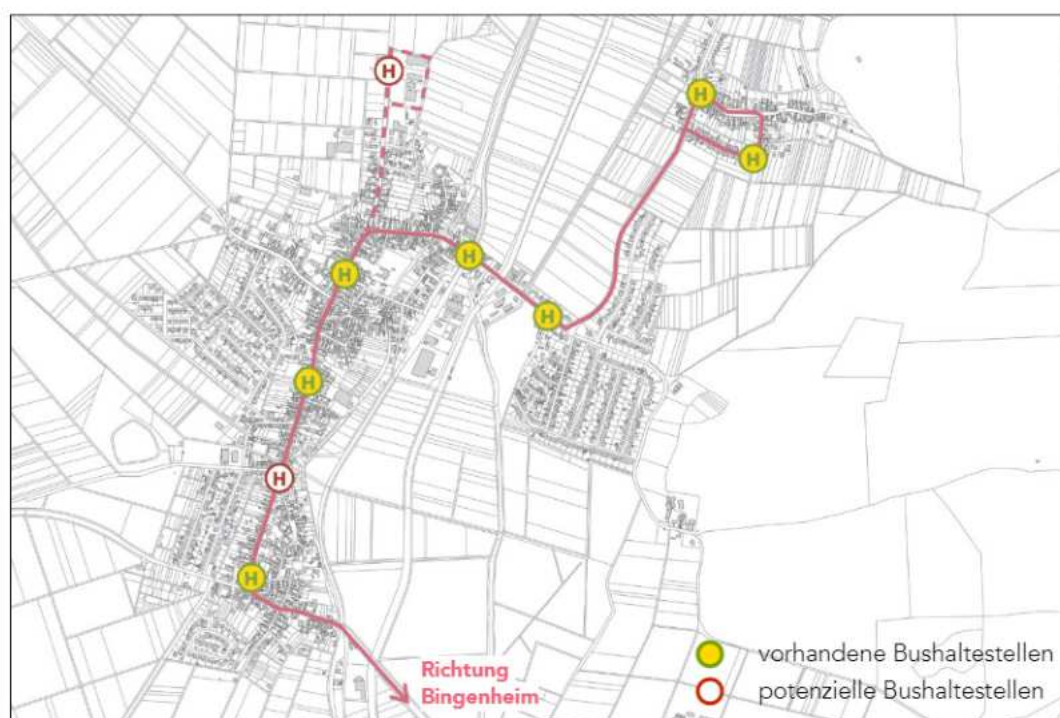 H
H
H
H
H
H
H
H
H
Richtung
Bingenheim
vorhandene Bushaltestellen
potenzielle Bushaltestellen